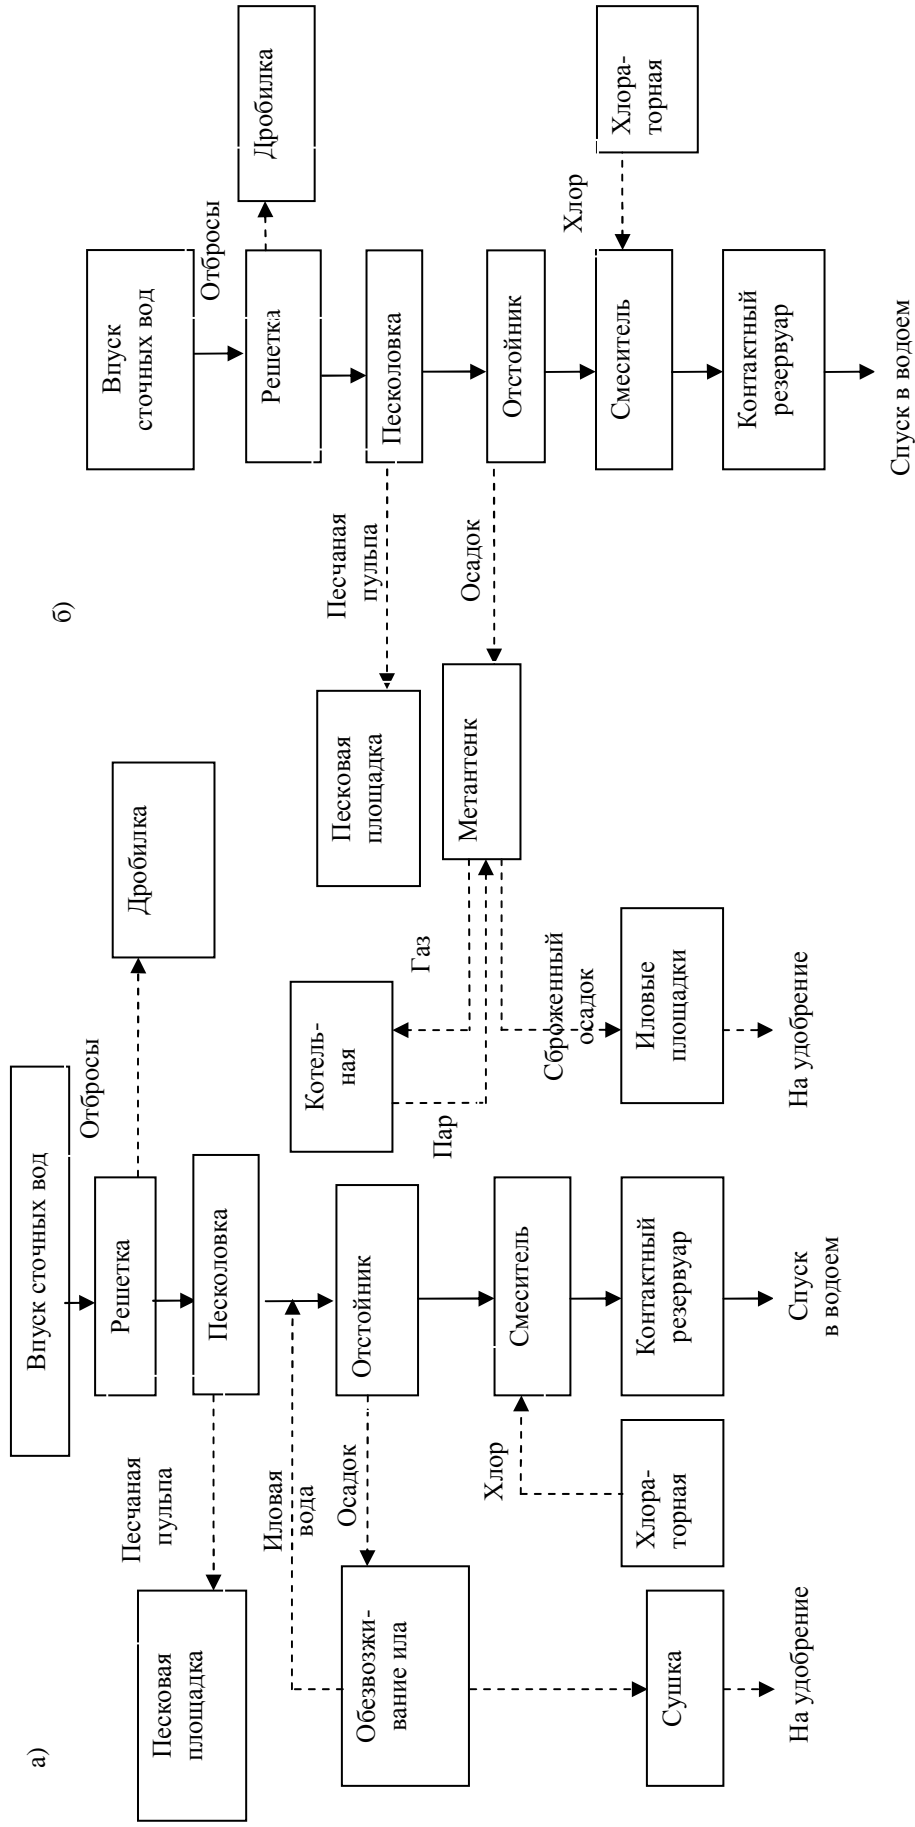 а)
Впуск сточных вод
Отбросы
Решетка
Дробилка
Песчаная
пульпа
Песколовка
Песковая
площадка
Иловая
вода
Отстойник
Осадок
Обезвозжи-
вание ила
Хлор
Смеситель
Хлора-
торная
Контактный
резервуар
Сушка
На удобрение
Спуск
в водоем
б)
Впуск
сточных вод
Отбросы
Решетка
Дробилка
Песколовка
Песчаная
пульпа
Песковая
площадка
Отстойник
Осадок
Метантенк
Газ
Котель-
ная
Пар
Сброженный
осадок
Иловые
площадки
На удобрение
Хлор
Хлора-
торная
Смеситель
Контактный
резервуар
Спуск в водоем